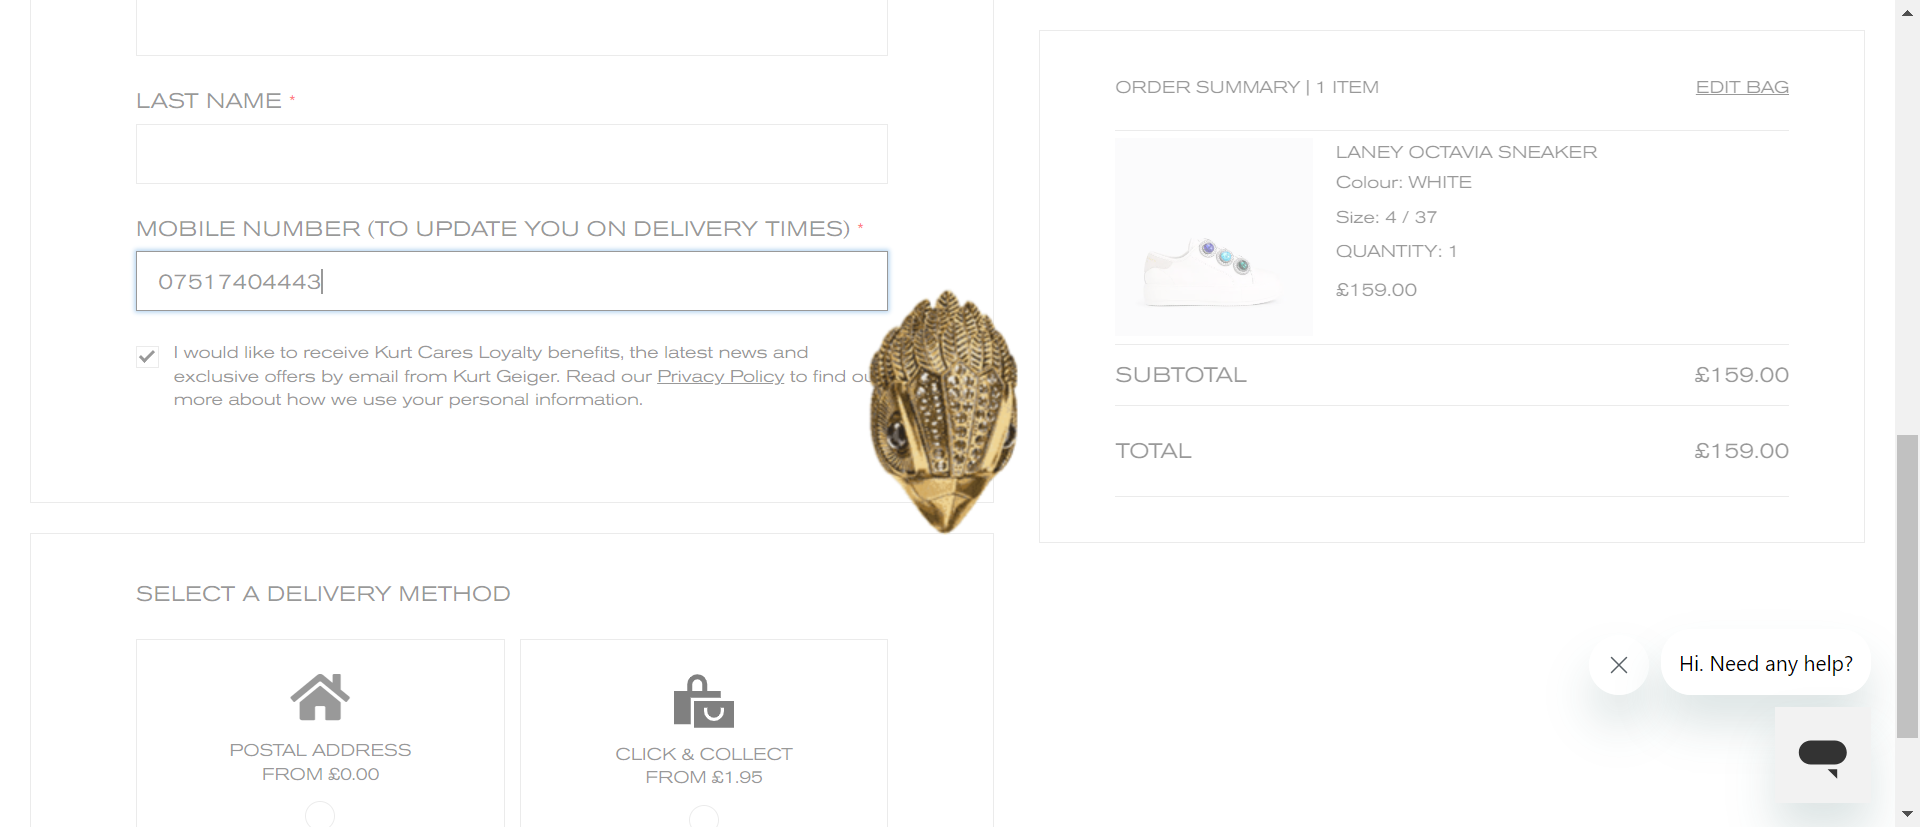 LAST NAME *
MOBILE NUMBER (TO UPDATE YOU ON DELIVERY TIMES) *
07517404443
I would like to receive Kurt Cares Loyalty benefits, the latest news and
exclusive offers by email from Kurt Geiger. Read our Privacy Policy to find
more about how we use your personal information.
SELECT A DELIVERY METHOD
POSTAL ADDRESS
FROM £0.00
CLICK & COLLECT
FROM £1.95
ORDER SUMMARY | 1 ITEM
EDIT BAG
LANEY OCTAVIA SNEAKER
Colour: WHITE
Size: 4 / 37
QUANTITY: 1
£159.00
SUBTOTAL
£159.00
TOTAL
£159.00
Hi. Need any help?